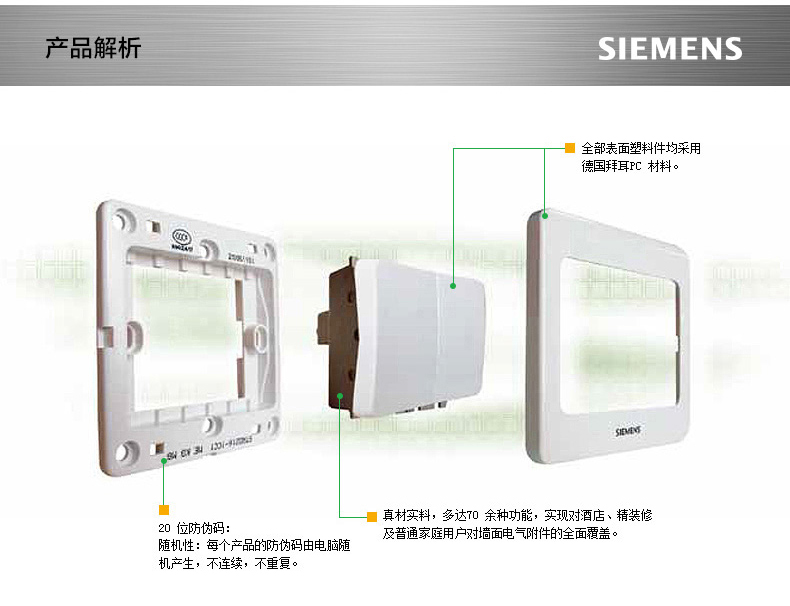 产品解析
SIEMENS
全部表面塑料件均采用
德国拜耳PC 材料。
SIEMENS
真材实料，多达70 余种功能，实现对酒店、精装修
及普通家庭用户对墙面电气附件的全面覆盖。
20 位防伪码：
随机性：每个产品的防伪码由电脑随
机产生，不连续，不重复。